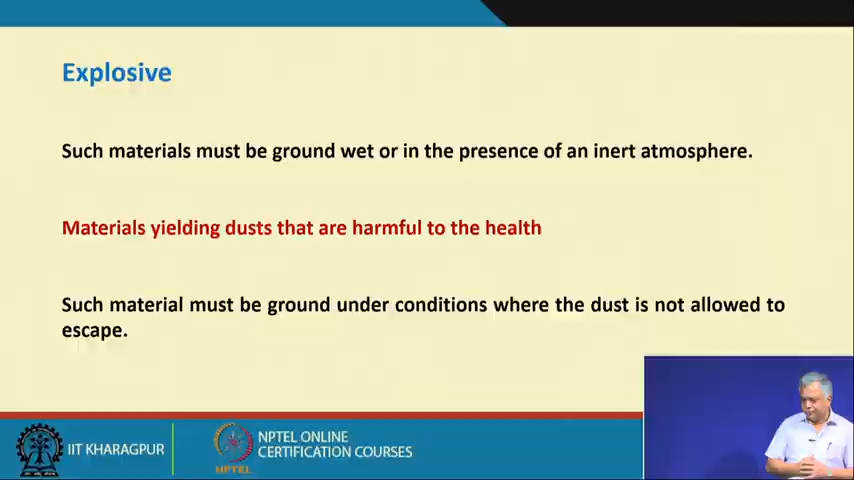 Explosive
Such materials must be ground wet or in the presence of an inert atmosphere.
Materials yielding dusts that are harmful to the health
Such material must be ground under conditions where the dust is not allowed to
escape.
IIT KHARAGPUR
NPTEL ONLINE
CERTIFICATION COURSES
NPTEL